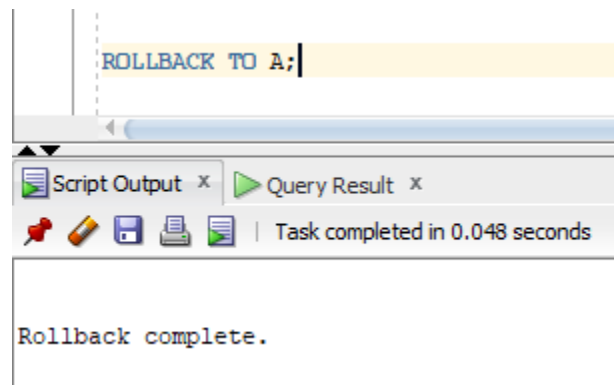 ROLLBACK TO A;
Script Output x Query Result x
Task completed in 0.048 seconds
Rollback complete.